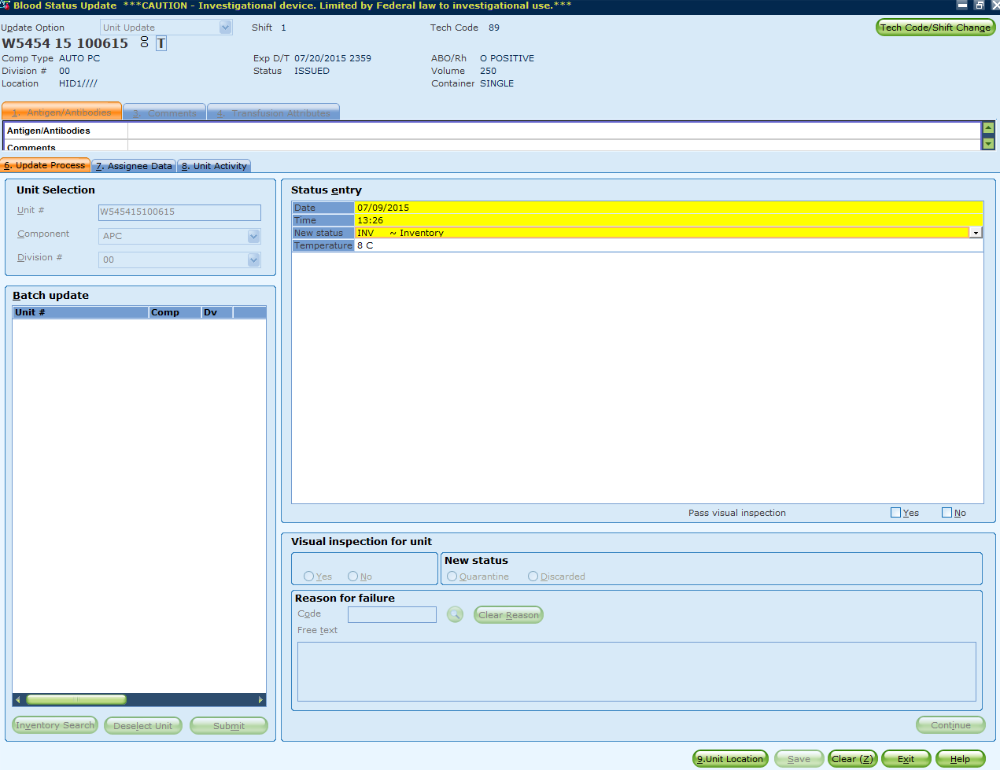 Blood Status Update ***CAUTION - Investigational device. Limited by Federal law to investigational use.***
Update Option Unit Update Shift 1 Tech Code 89 Tech Code/Shift Change
W5454 15 100615 00 T
Comp Type AUTO PC Exp D/T 07/20/2015 2359 ABO/Rh O POSITIVE
Division # 00 Status ISSUED Volume 250
Location HID1//// Container SINGLE
1. Antigen/Antibodies 3. Comments 4. Transfusion Attributes
Antigen/Antibodies
Comments
6. Update Process 7. Assignee Data 8. Unit Activity
Unit Selection
Unit # W545415100615
Component APC
Division # 00
Batch update
Unit # Comp Dv
Inventory Search Deselect Unit Submit
Status entry
Date 07/09/2015
Time 13:26
New status INV ~ Inventory
Temperature 8 C
Pass visual inspection Yes No
Visual inspection for unit
Yes No
New status
Quarantine Discarded
Reason for failure
Code Clear Reason
Free text
Continue
9.Unit Location Save Clear (Z) Exit Help